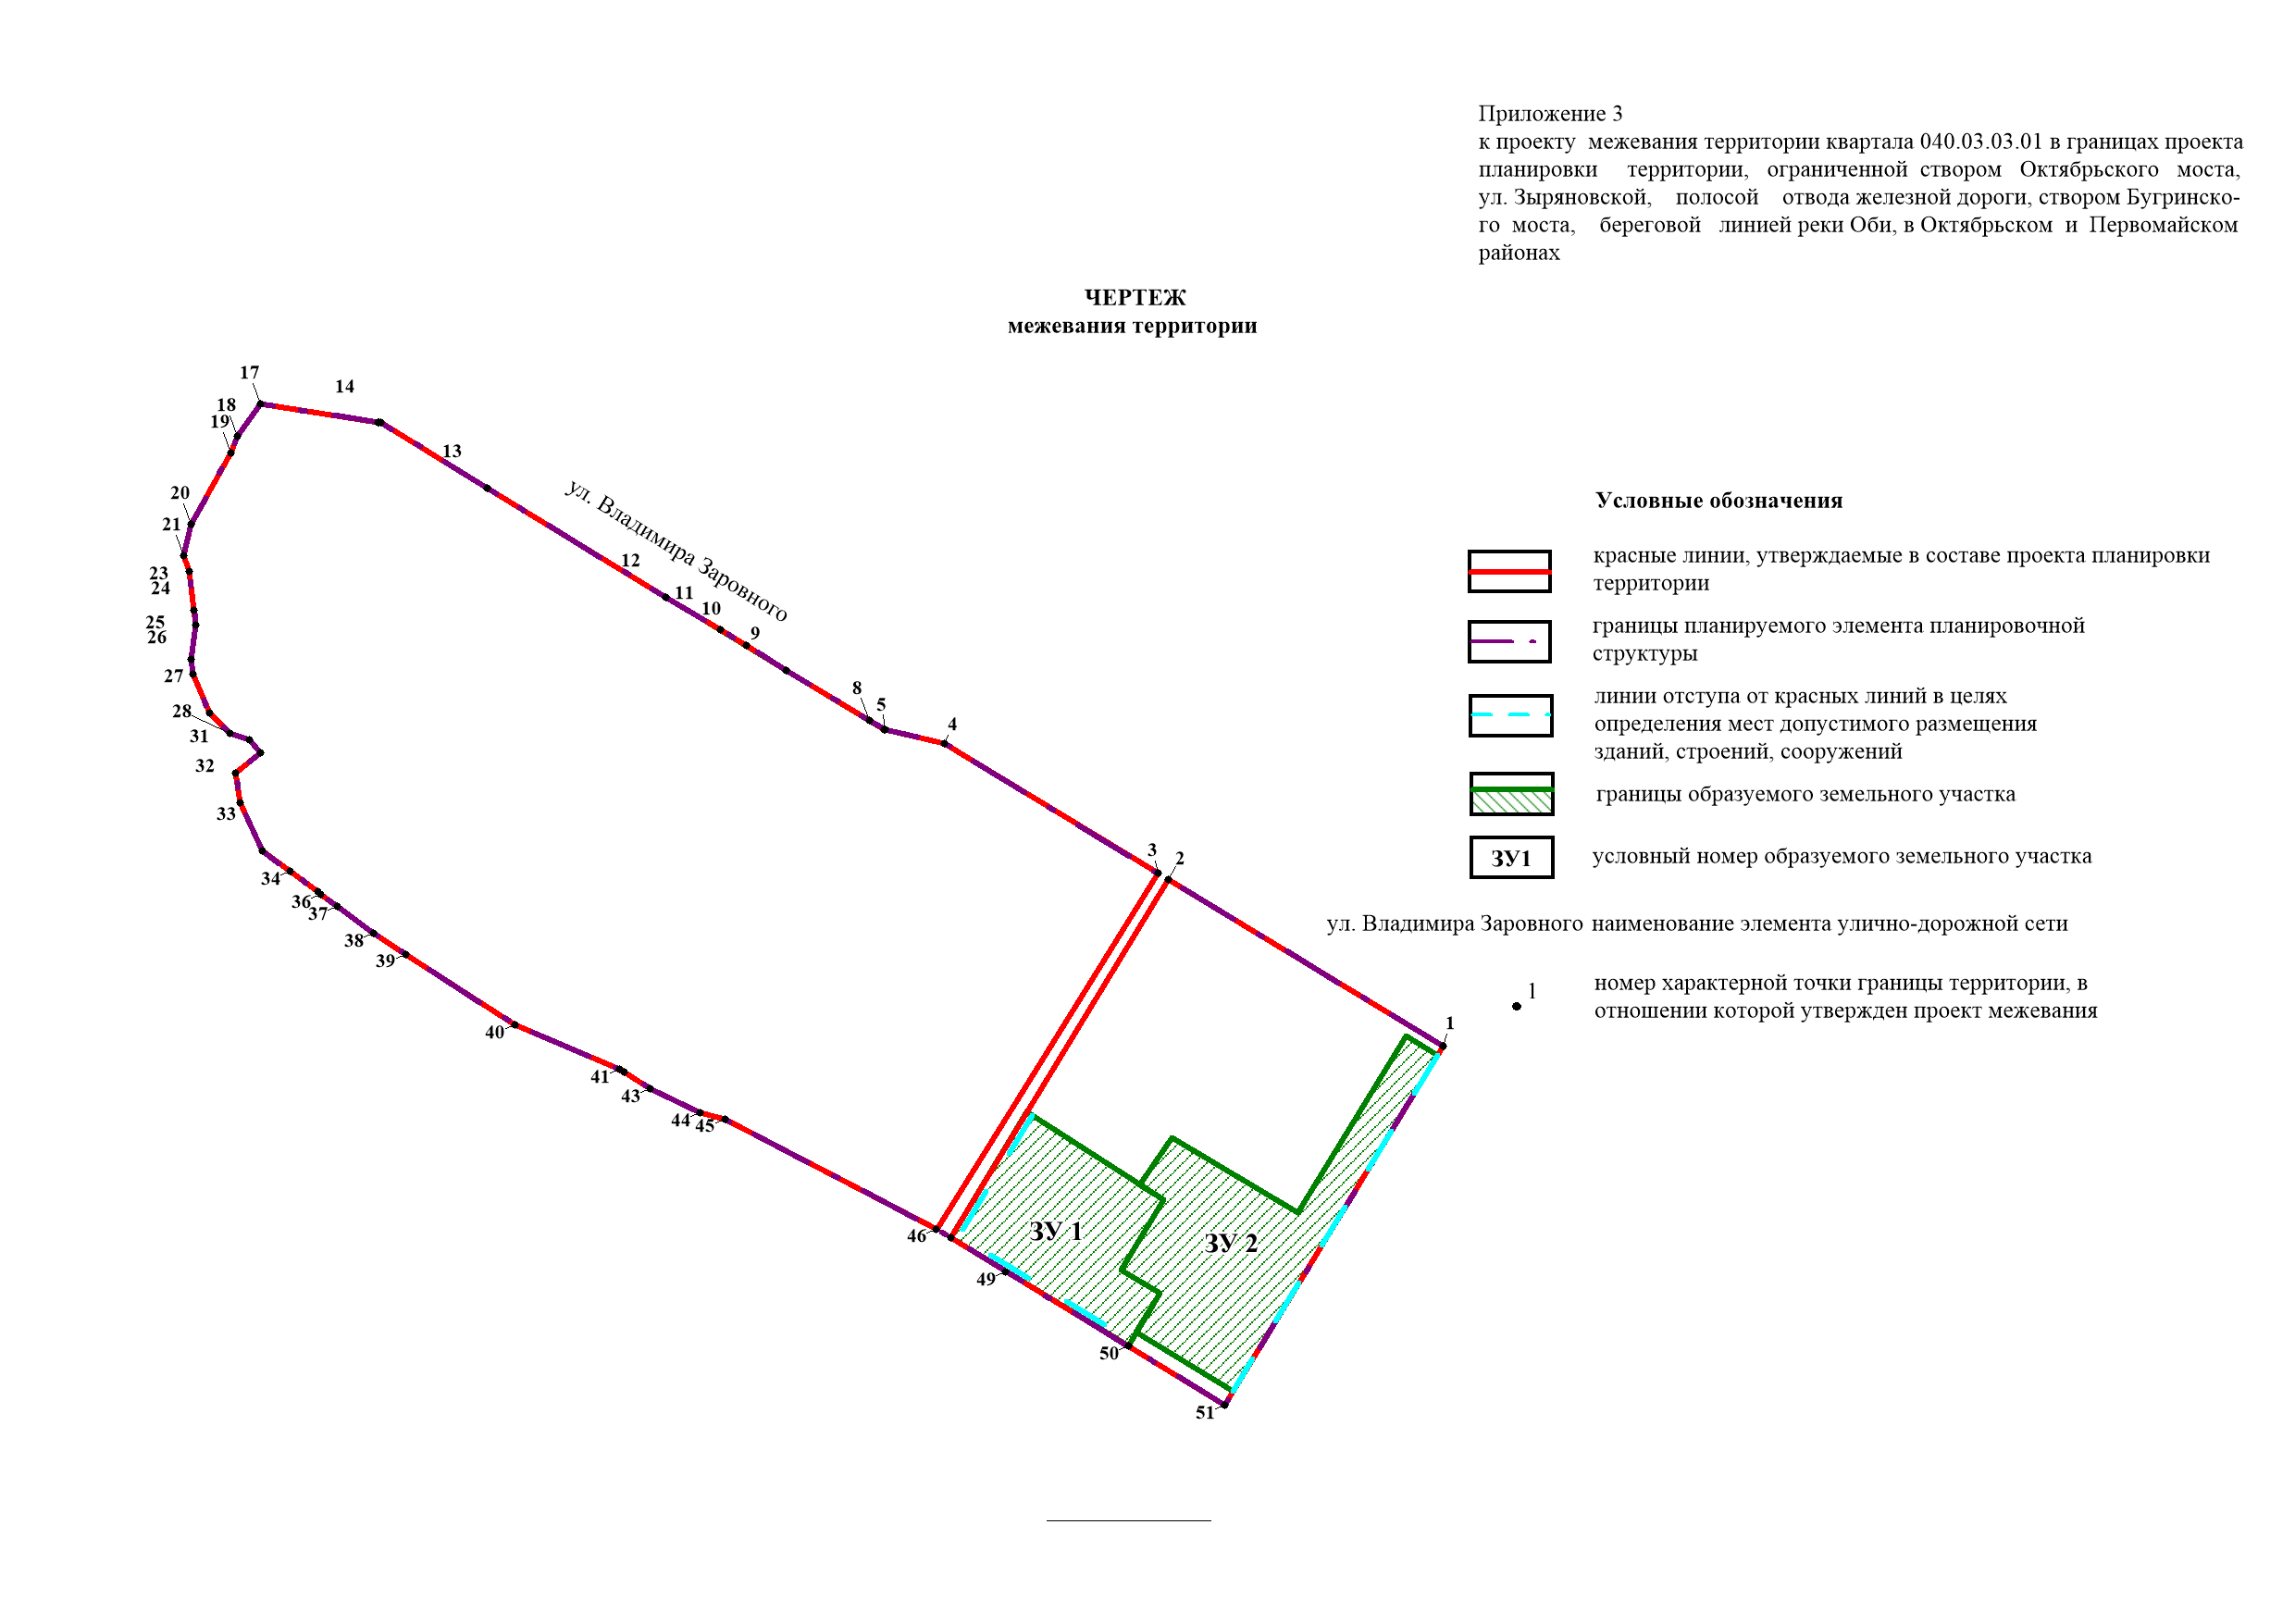 Приложение 3
к проекту межевания территории квартала 040.03.03.01 в границах проекта
планировки территории, ограниченной створом Октябрьского моста,
ул. Зыряновской, полосой отвода железной дороги, створом Бугринско-
го моста, береговой линией реки Оби, в Октябрьском и Первомайском
районах
ЧЕРТЕЖ
межевания территории
17
14
18
19
13
20
21
ул. Владимира Заровного
12
23
24
11
10
25
26
9
27
8
5
4
28
31
32
33
3
2
34
36
37
38
39
40
1
41
43
44
45
46
ЗУ 1
ЗУ 2
49
50
51
Условные обозначения
красные линии, утверждаемые в составе проекта планировки
территории
границы планируемого элемента планировочной
структуры
линии отступа от красных линий в целях
определения мест допустимого размещения
зданий, строений, сооружений
границы образуемого земельного участка
ЗУ1 условный номер образуемого земельного участка
ул. Владимира Заровного наименование элемента улично-дорожной сети
1 номер характерной точки границы территории, в
отношении которой утвержден проект межевания